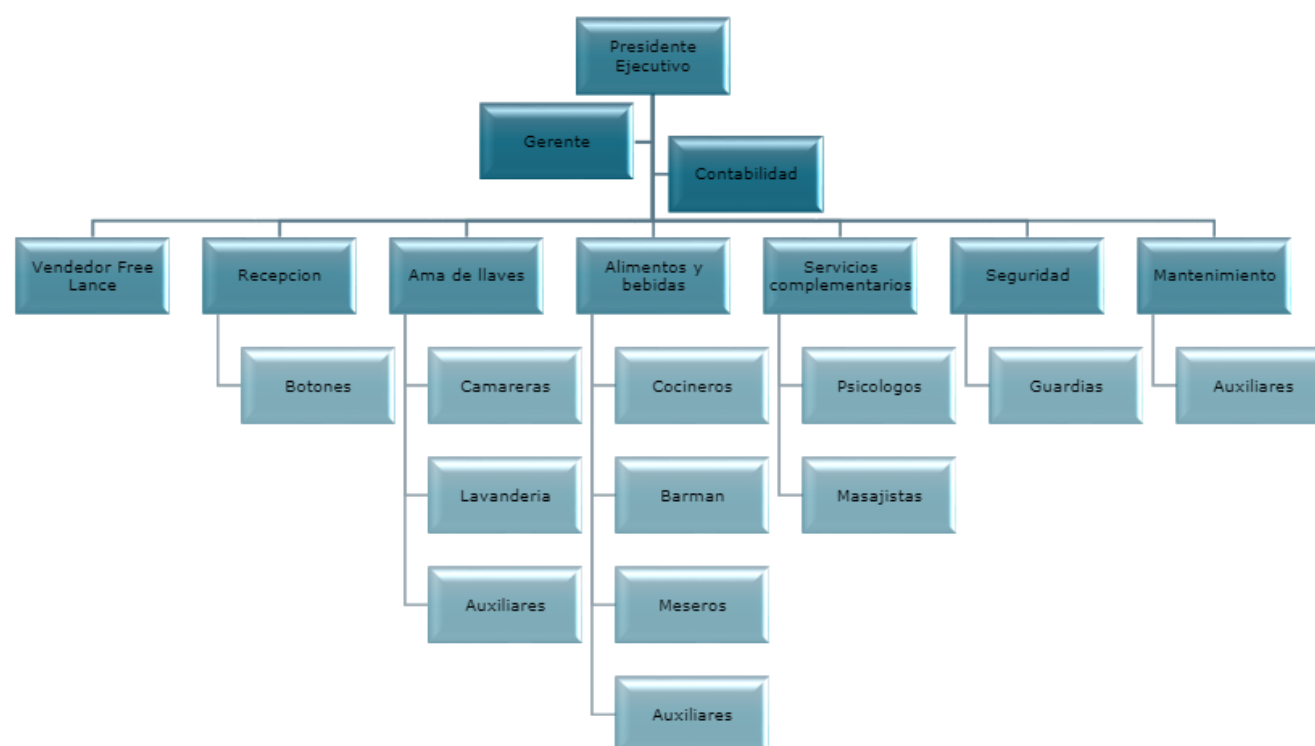 Presidente
Ejecutivo
Gerente
Contabilidad
Vendedor Free
Lance
Recepcion
Ama de llaves
Alimentos y
bebidas
Servicios
complementarios
Seguridad
Mantenimiento
Botones
Camareras
Cocineros
Psicologos
Guardias
Auxiliares
Lavanderia
Barman
Masajistas
Auxiliares
Meseros
Auxiliares